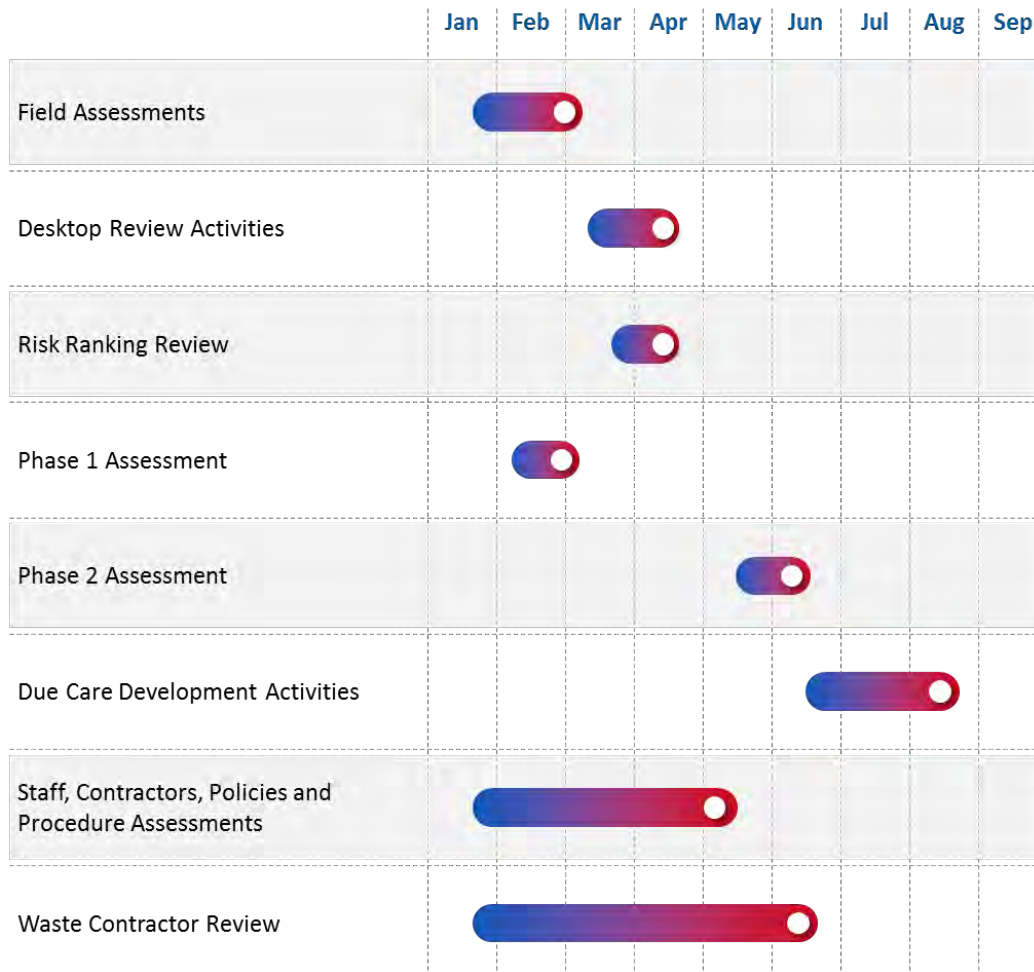 Jan Feb Mar Apr May Jun Jul Aug Sep
Field Assessments
Desktop Review Activities
Risk Ranking Review
Phase 1 Assessment
Phase 2 Assessment
Due Care Development Activities
Staff, Contractors, Policies and
Procedure Assessments
Waste Contractor Review